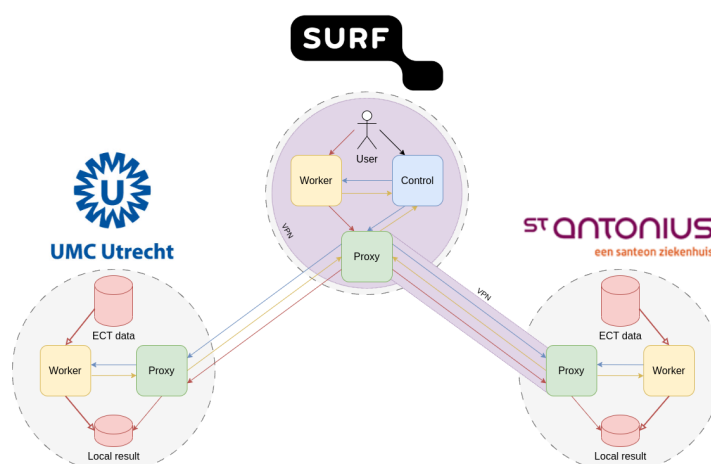 SURF
User
Worker
Control
VPN
Proxy
U
UMC Utrecht
ST ANTONIUS
een santeon ziekenhuis
VPN
ECT data
Worker
Proxy
Local result
ECT data
Proxy
Worker
Local result